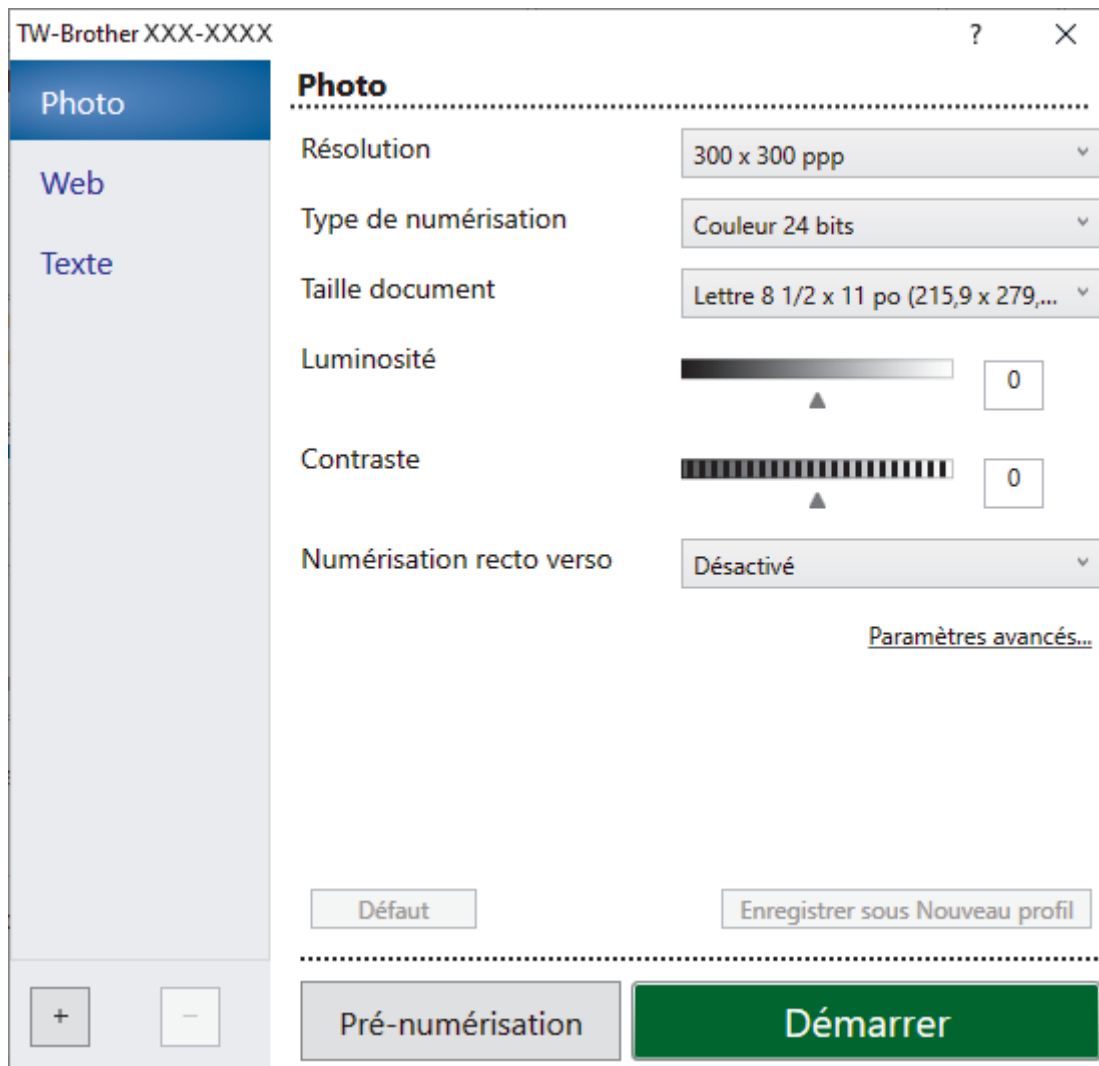 TW-Brother XXX-XXXX
?
Photo
Web
Texte
Photo
Résolution
300 x 300 ppp
Type de numérisation
Couleur 24 bits
Taille document
Lettre 8 1/2 x 11 po (215,9 x 279,...
Luminosité
0
Contraste
0
Numérisation recto verso
Désactivé
Paramètres avancés...
Défaut
Enregistrer sous Nouveau profil
+
−
Pré-numérisation
Démarrer